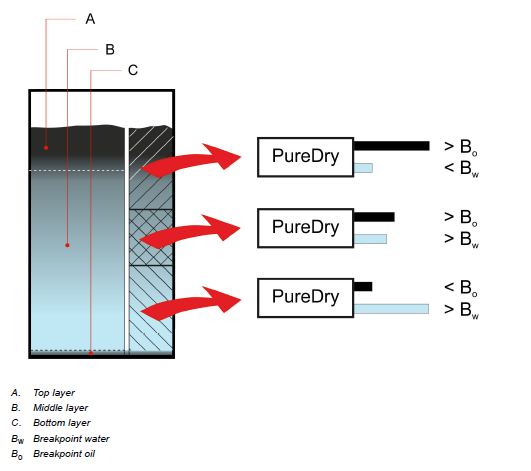 A
B
C
PureDry
> Bo
< Bw
PureDry
> Bo
> Bw
PureDry
< Bo
> Bw
A. Top layer
B. Middle layer
C. Bottom layer
Bw Breakpoint water
Bo Breakpoint oil